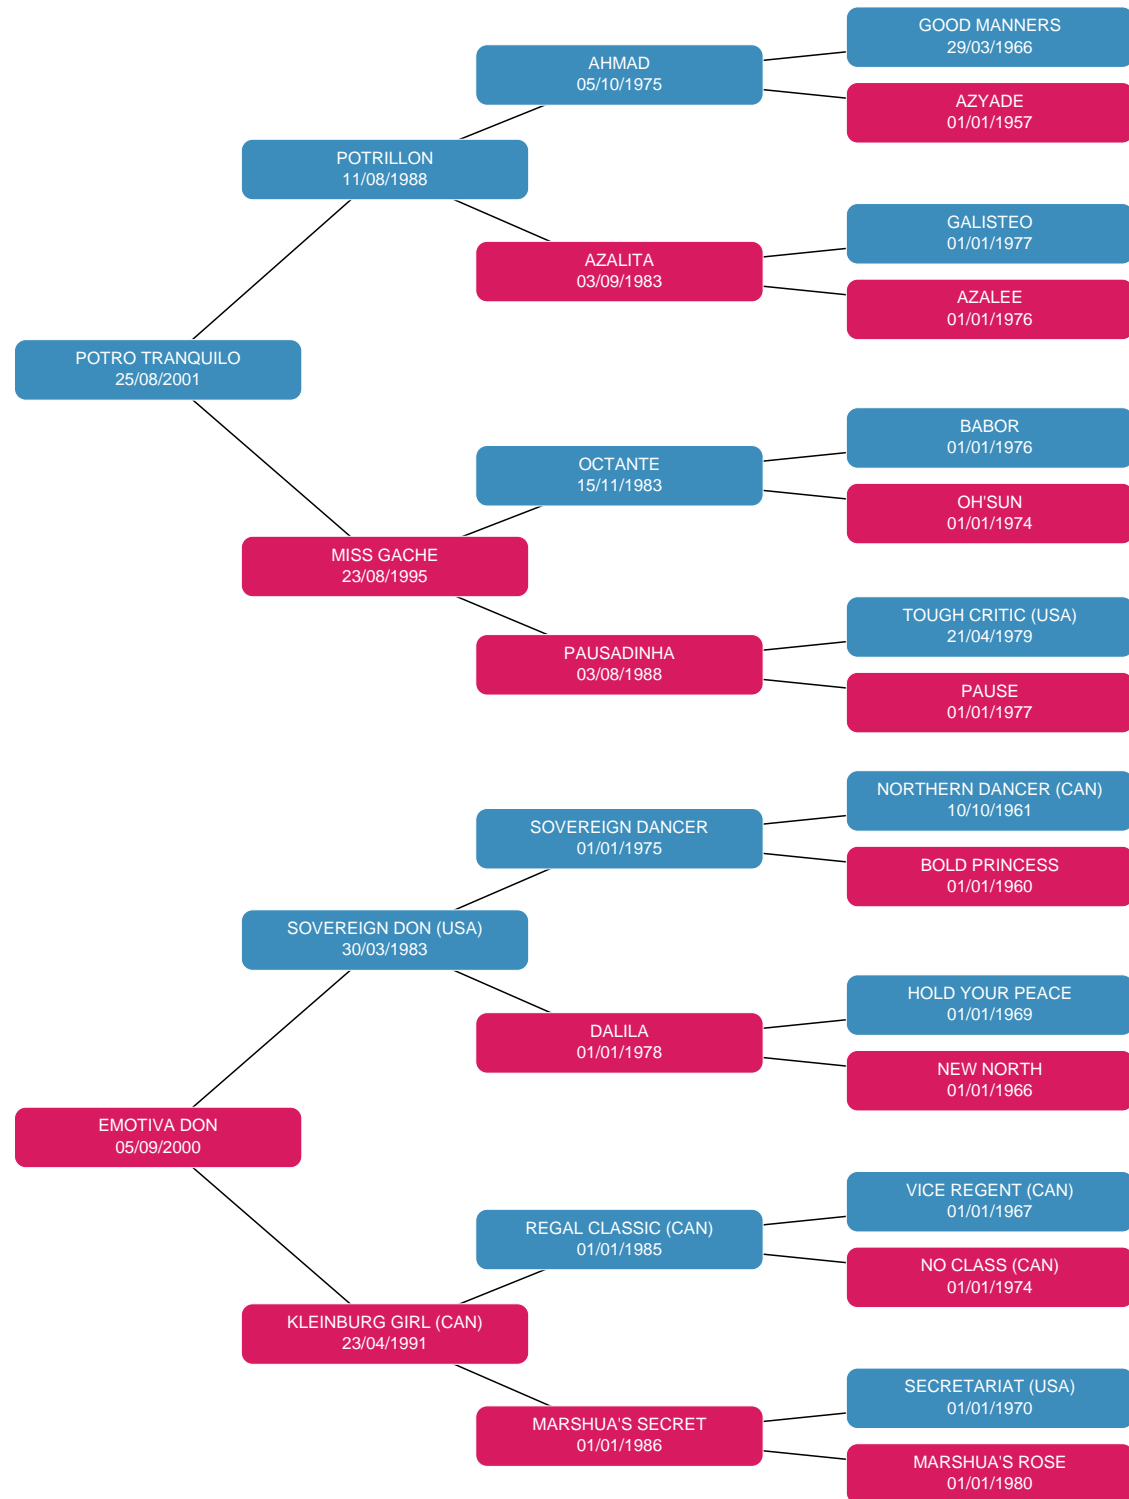 GOOD MANNERS
29/03/1966
AHMAD
05/10/1975
AZYADE
01/01/1957
POTRILLON
11/08/1988
GALISTEO
01/01/1977
AZALITA
03/09/1983
AZALEE
01/01/1976
POTRO TRANQUILO
25/08/2001
BABOR
01/01/1976
OCTANTE
15/11/1983
OH'SUN
01/01/1974
MISS GACHE
23/08/1995
TOUGH CRITIC (USA)
21/04/1979
PAUSADINHA
03/08/1988
PAUSE
01/01/1977
NORTHERN DANCER (CAN)
10/10/1961
SOVEREIGN DANCER
01/01/1975
BOLD PRINCESS
01/01/1960
SOVEREIGN DON (USA)
30/03/1983
HOLD YOUR PEACE
01/01/1969
DALILA
01/01/1978
NEW NORTH
01/01/1966
EMOTIVA DON
05/09/2000
VICE REGENT (CAN)
01/01/1967
REGAL CLASSIC (CAN)
01/01/1985
NO CLASS (CAN)
01/01/1974
KLEINBURG GIRL (CAN)
23/04/1991
SECRETARIAT (USA)
01/01/1970
MARSHUA'S SECRET
01/01/1986
MARSHUA'S ROSE
01/01/1980